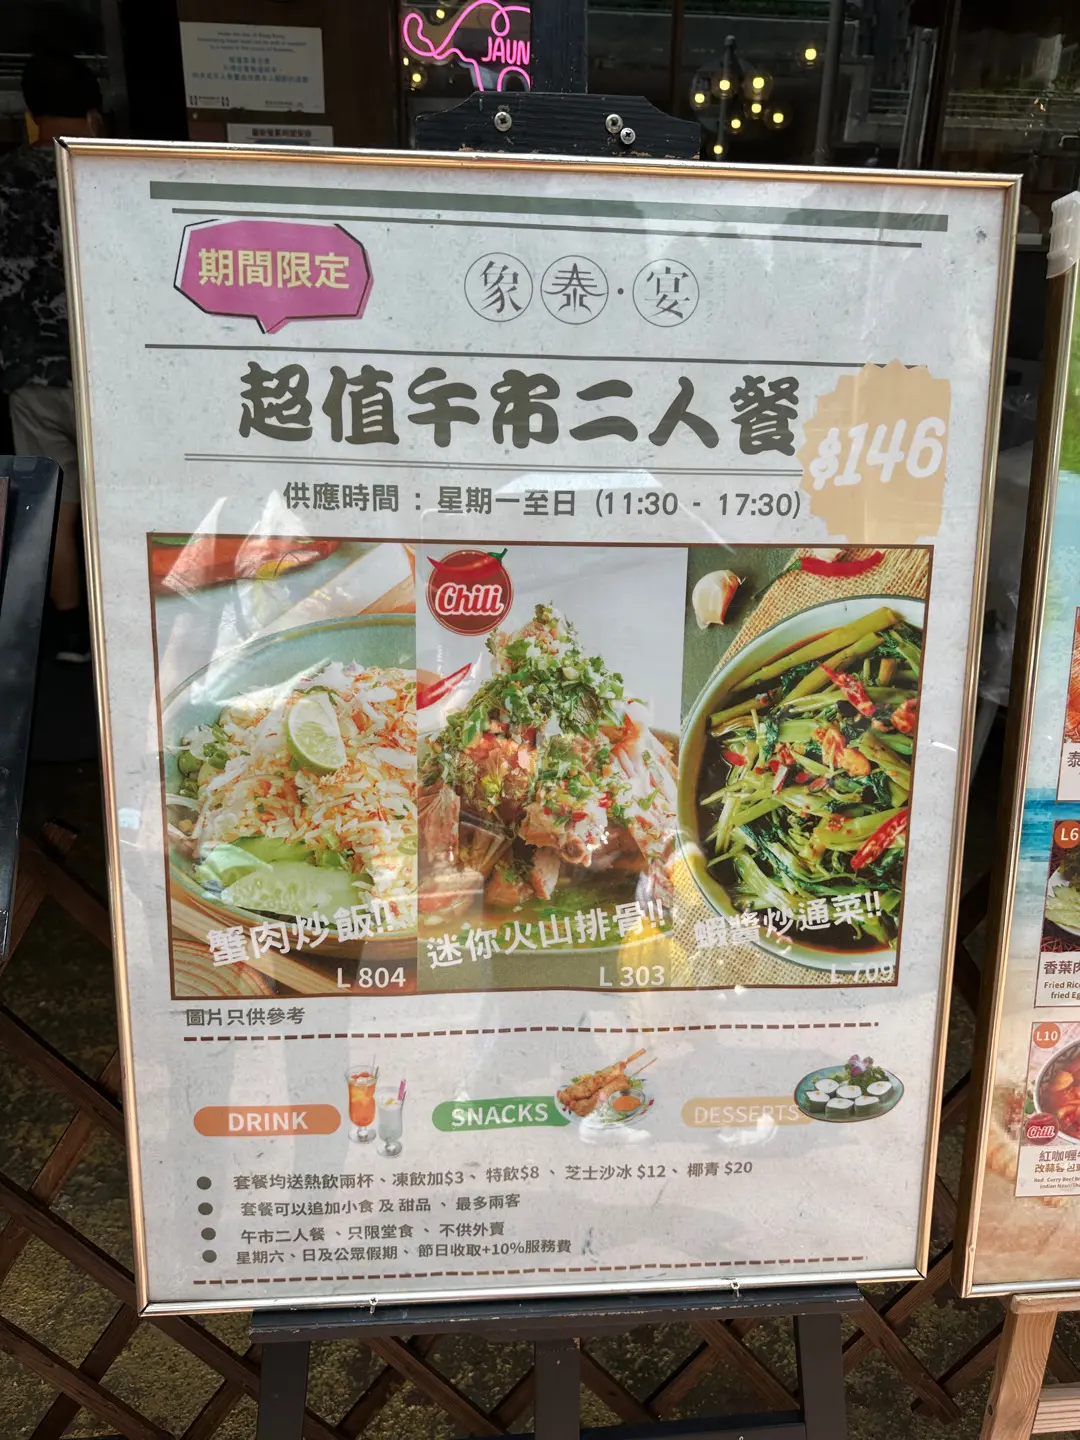 JAUN
期間限定
象泰·宴
超值午市二人餐
$146
供應時間 : 星期一至日 (11:30 - 17:30)
Chili
蟹肉炒飯!!
L 804
迷你火山排骨!!
L 303
蝦醬炒通菜!!
L 709
圖片只供參考
DRINK
SNACKS
DESSERTS
套餐均送熱飲兩杯、凍飲加$3、特飲$8 、 芝士沙冰 $12 、 椰青 $20
套餐可以追加小食 及 甜品 、 最多兩客
午市二人餐 、只限堂食 、 不供外賣
星期六、日及公眾假期、 節日收取+10%服務費
泰
L6
香葉肉
Fried Rice
fried Eg
L10
Chili
紅咖喱牛